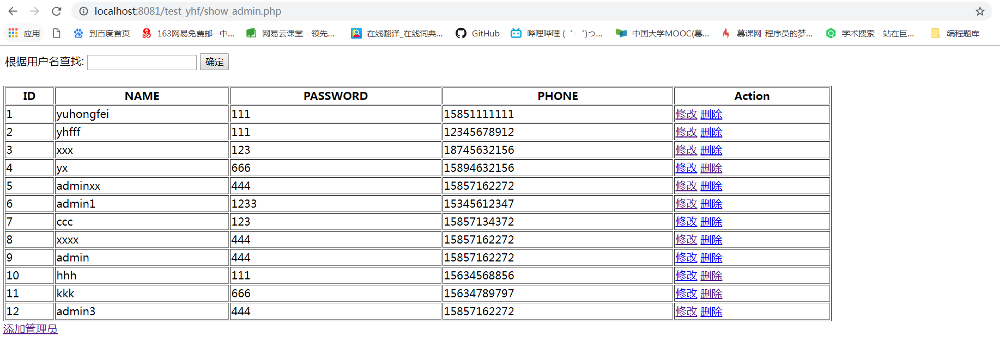 localhost:8081/test_yhf/show_admin.php
应用 到百度首页 163网易免费邮--中... 网易云课堂 - 领先... 在线翻译_在线词典... GitHub 哔哩哔哩 ( ゜- ゜)つ... 中国大学MOOC(慕... 慕课网-程序员的梦... 学术搜索 - 站在巨... 编程题库
根据用户名查找: 确定
ID NAME PASSWORD PHONE Action
1 yuhongfei 111 15851111111 修改 删除
2 yhfff 111 12345678912 修改 删除
3 xxx 123 18745632156 修改 删除
4 yx 666 15894632156 修改 删除
5 adminxx 444 15857162272 修改 删除
6 admin1 1233 15345612347 修改 删除
7 ccc 123 15857134372 修改 删除
8 xxxx 444 15857162272 修改 删除
9 admin 444 15857162272 修改 删除
10 hhh 111 15634568856 修改 删除
11 kkk 666 15634789797 修改 删除
12 admin3 444 15857162272 修改 删除
添加管理员